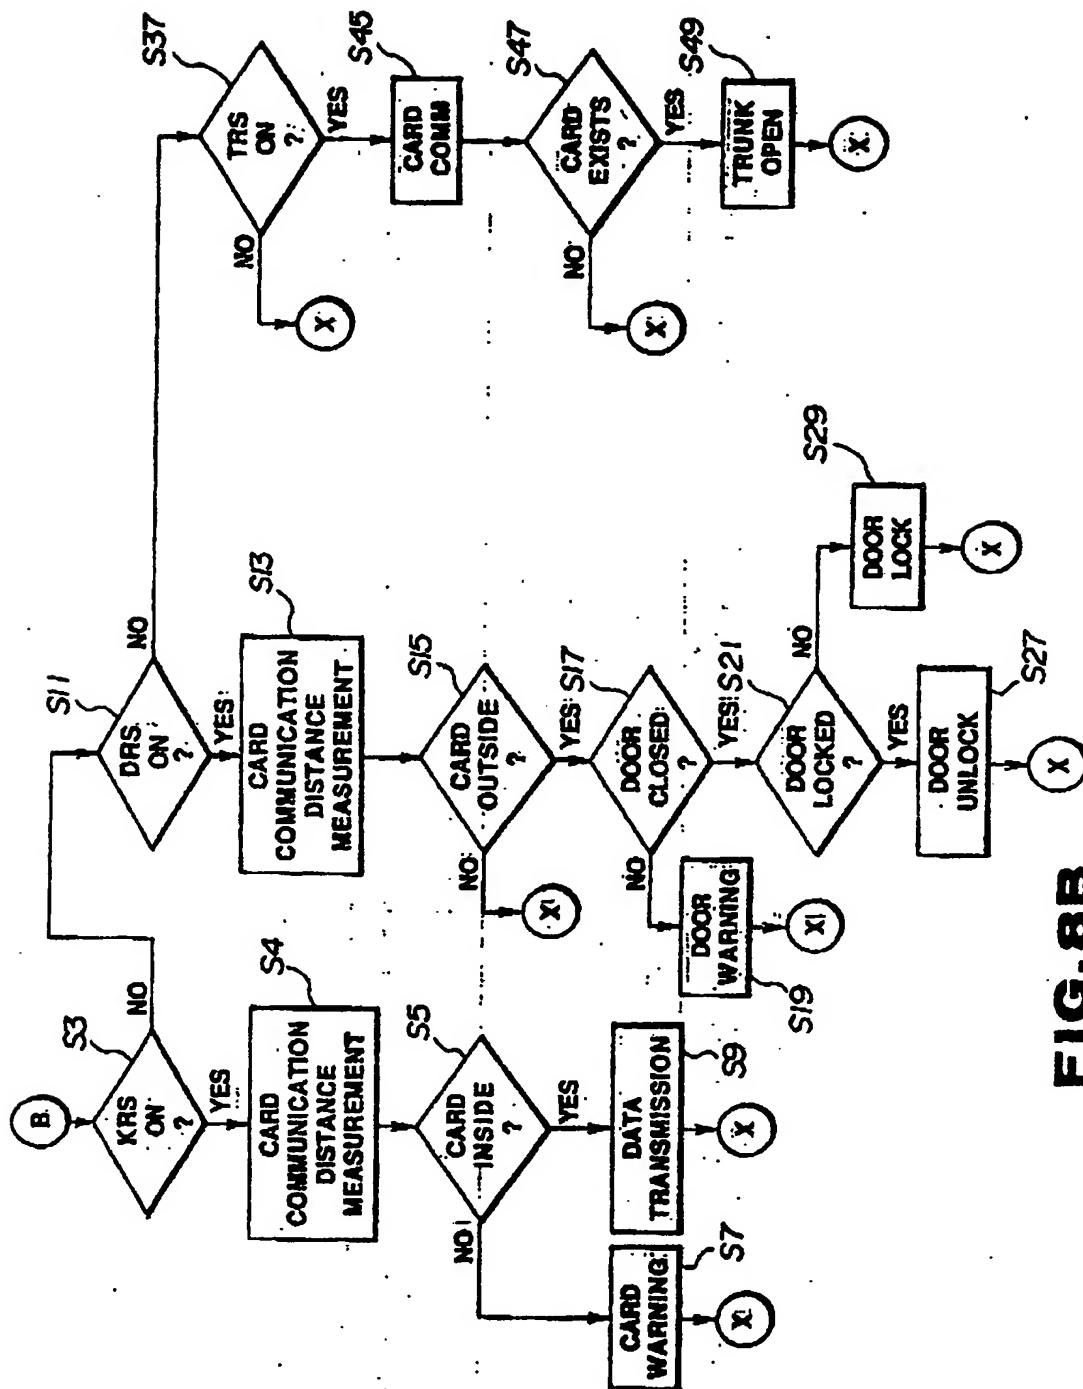 B
KRS
ON
?
S3
NO
YES
CARD
COMMUNICATION
DISTANCE
MEASUREMENT
S4
CARD
INSIDE
?
S5
NO
YES
CARD
WARNING
S7
X
DATA
TRANSMISSION
S9
X
DRS
ON
?
S11
NO
YES
CARD
COMMUNICATION
DISTANCE
MEASUREMENT
S13
CARD
OUTSIDE
?
S15
NO
X
YES
DOOR
CLOSED
?
S17
NO
DOOR
WARNING
S19
X
YES
DOOR
LOCKED
?
S21
NO
DOOR
LOCK
S29
X
YES
DOOR
UNLOCK
S27
X
TRS
ON
?
S37
NO
X
YES
CARD
COMM
S45
CARD
EXISTS
?
S47
NO
X
YES
TRUNK
OPEN
S49
X
FIG.8B